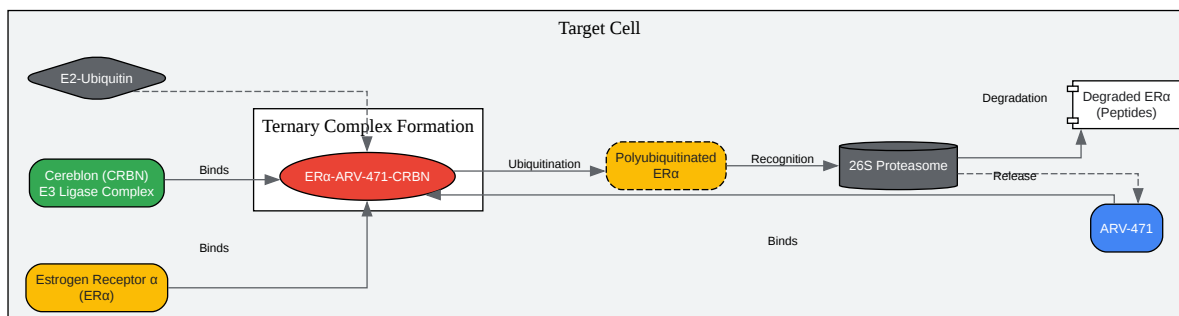 Target Cell
E2-Ubiquitin
Ternary Complex Formation
Cereblon (CRBN)
E3 Ligase Complex
Binds
ERα-ARV-471-CRBN
Ubiquitination
Polyubiquitinated
ERα
Recognition
26S Proteasome
Degradation
Degraded ERα
(Peptides)
Release
ARV-471
Binds
Binds
Estrogen Receptor α
(ERα)